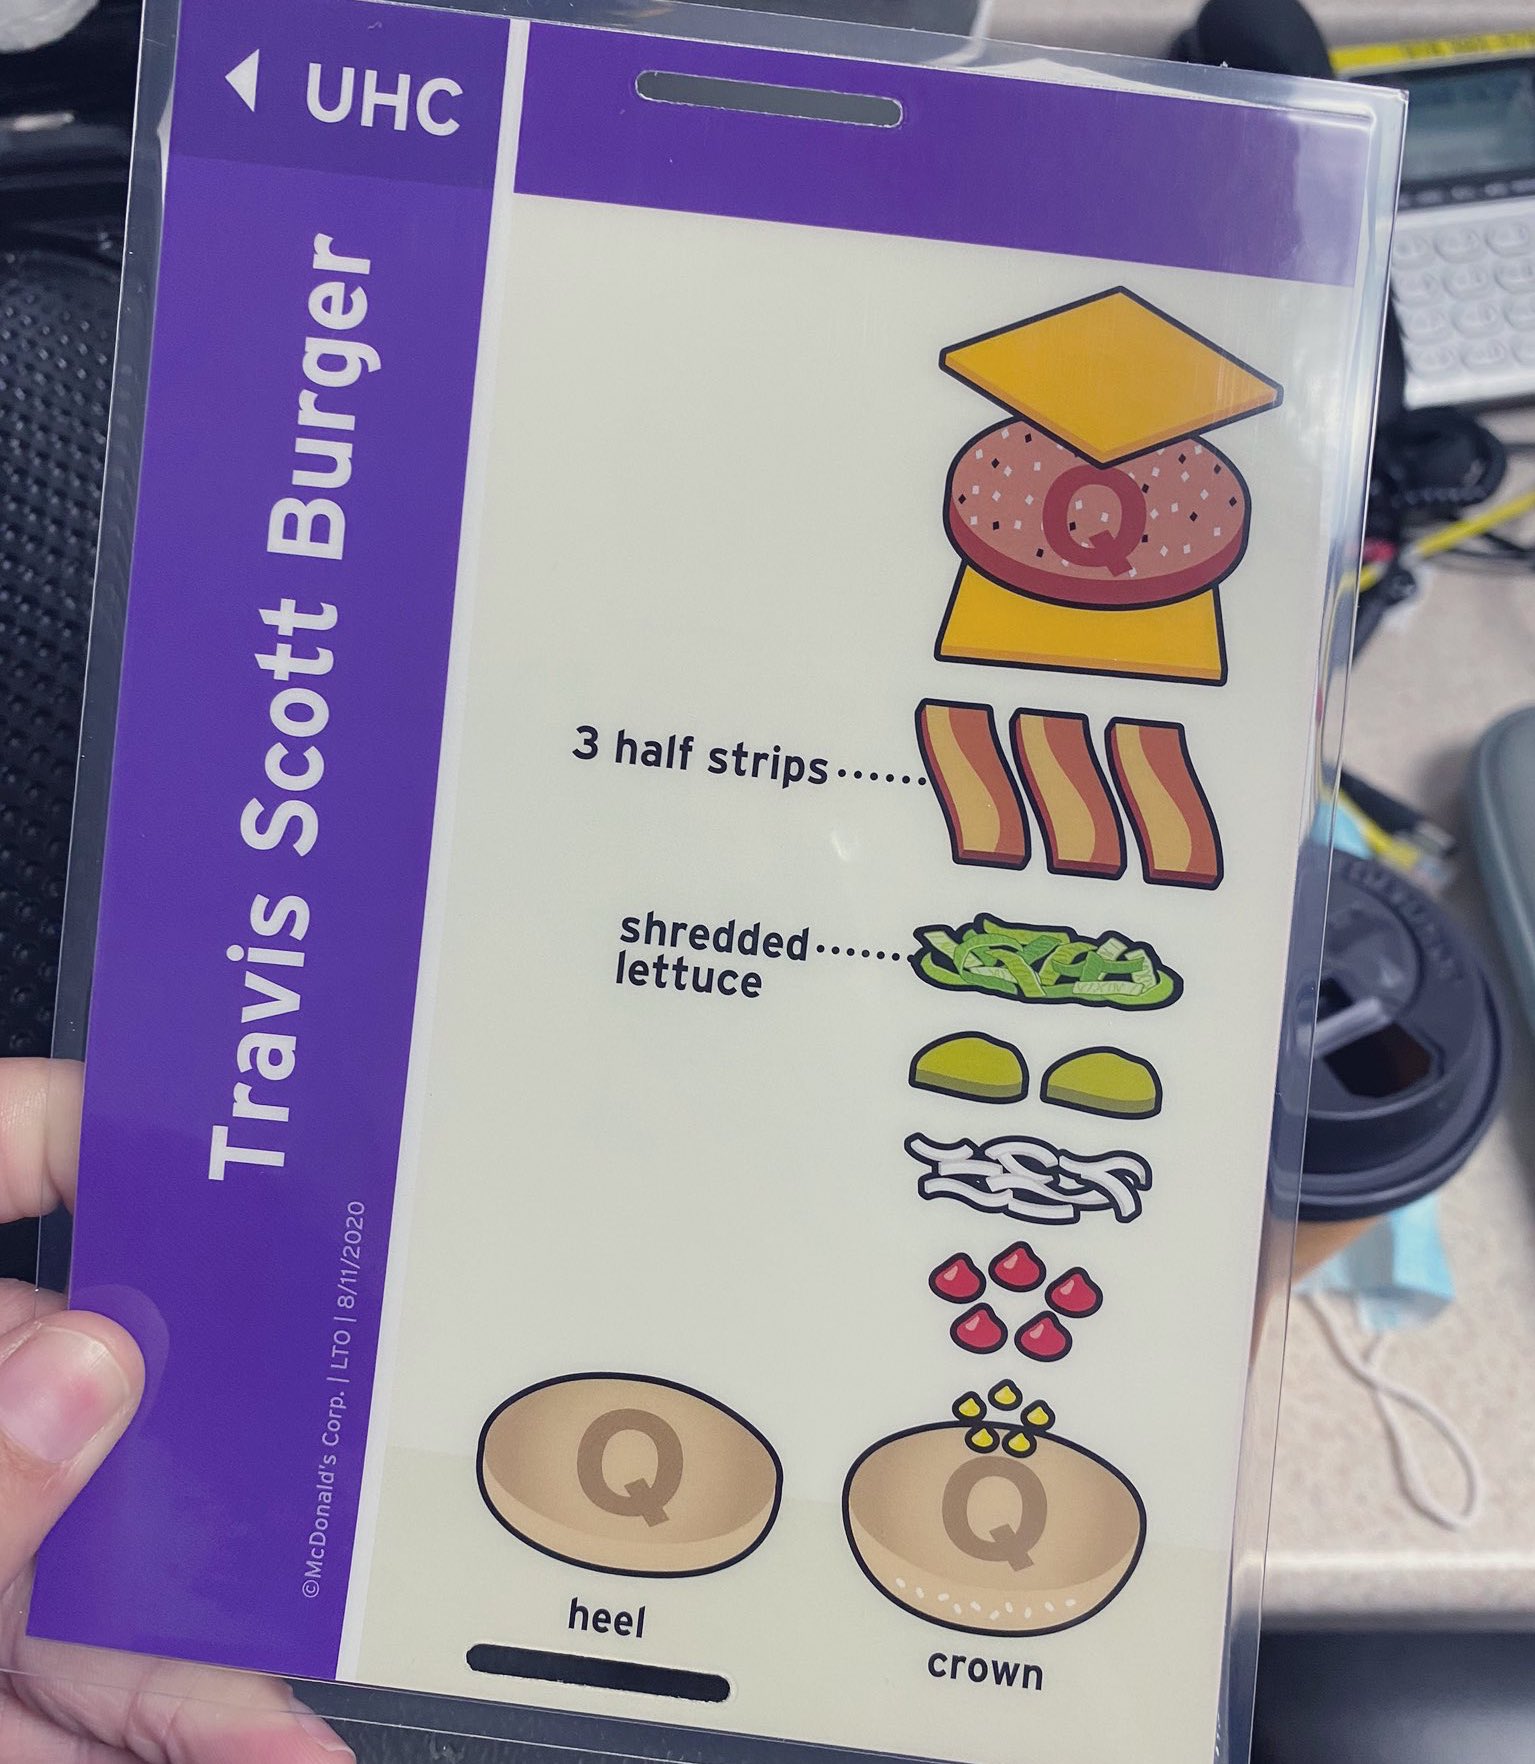 UHC
Travis Scott Burger
©McDonald's Corp. | LTO | 8/11/2020
Q
3 half strips
shredded
lettuce
Q
heel
Q
crown